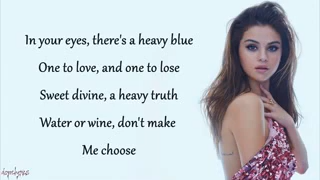 In your eyes, there's a heavy blue
One to love, and one to lose
Sweet divine, a heavy truth
Water or wine, don't make
Me choose